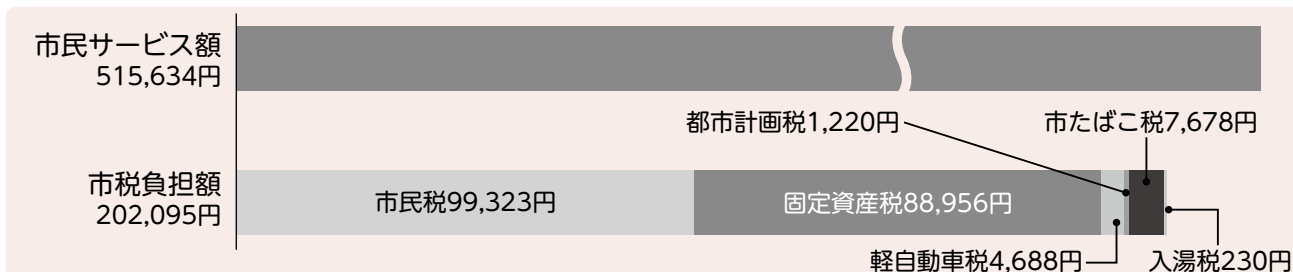 市民サービス額
515,634円
都市計画税1,220円
市たばこ税7,678円
市税負担額
202,095円
市民税99,323円
固定資産税88,956円
軽自動車税4,688円
入湯税230円